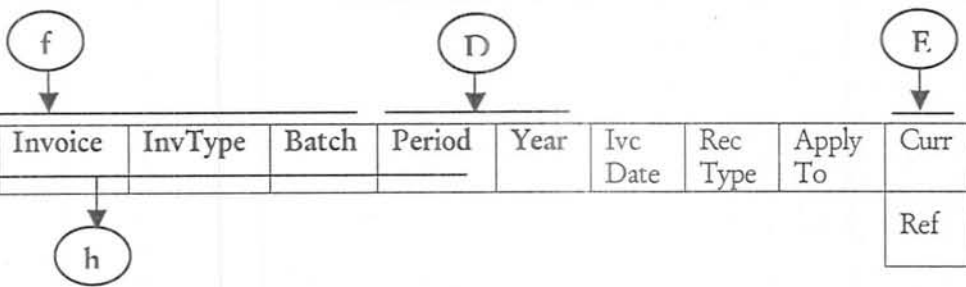 f D E
Invoice InvType Batch Period Year Ivc Rec Apply Curr
Date Type To
Ref
h